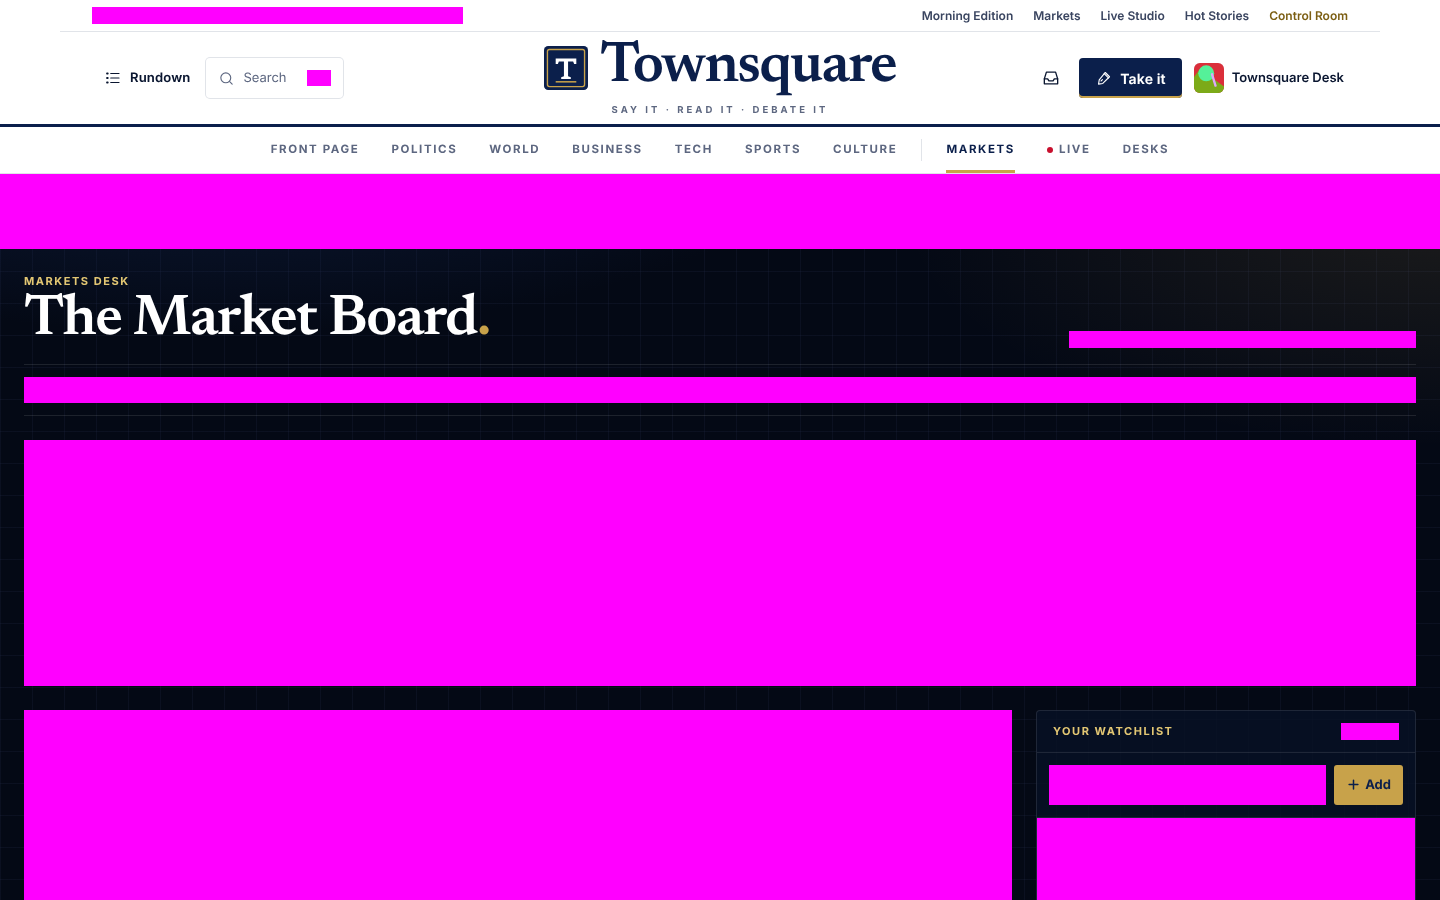 Morning Edition Markets Live Studio Hot Stories Control Room
Rundown
Search
T
Townsquare
SAY IT · READ IT · DEBATE IT
Take it
Townsquare Desk
FRONT PAGE POLITICS WORLD BUSINESS TECH SPORTS CULTURE MARKETS LIVE DESKS
MARKETS DESK
The Market Board.
YOUR WATCHLIST
+ Add